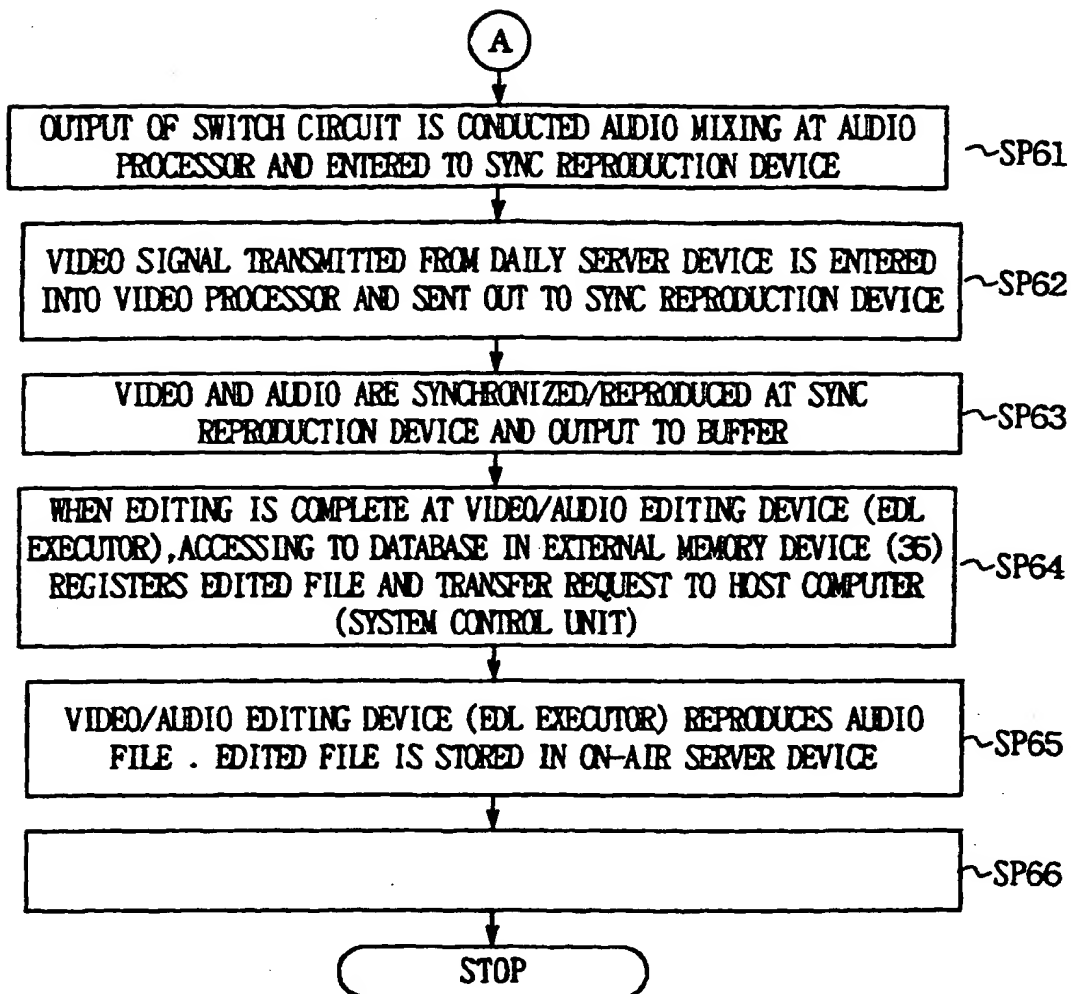 A
OUTPUT OF SWITCH CIRCUIT IS CONDUCTED AUDIO MIXING AT AUDIO
PROCESSOR AND ENTERED TO SYNC REPRODUCTION DEVICE
~SP61
VIDEO SIGNAL TRANSMITTED FROM DAILY SERVER DEVICE IS ENTERED
INTO VIDEO PROCESSOR AND SENT OUT TO SYNC REPRODUCTION DEVICE
~SP62
VIDEO AND AUDIO ARE SYNCHRONIZED/REPRODUCED AT SYNC
REPRODUCTION DEVICE AND OUTPUT TO BUFFER
~SP63
WHEN EDITING IS COMPLETE AT VIDEO/AUDIO EDITING DEVICE (EDL
EXECUTOR),ACCESSING TO DATABASE IN EXTERNAL MEMORY DEVICE (36)
REGISTERS EDITED FILE AND TRANSFER REQUEST TO HOST COMPUTER
(SYSTEM CONTROL UNIT)
~SP64
VIDEO/AUDIO EDITING DEVICE (EDL EXECUTOR) REPRODUCES AUDIO
FILE . EDITED FILE IS STORED IN ON-AIR SERVER DEVICE
~SP65
~SP66
STOP